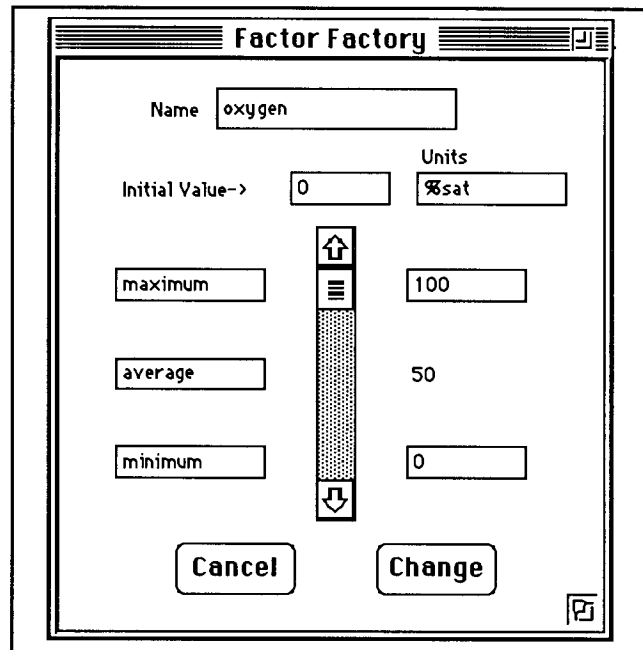 Factor Factory
Name oxygen
Units
Initial Value-> 0 %sat
maximum 100
average 50
minimum 0
Cancel Change